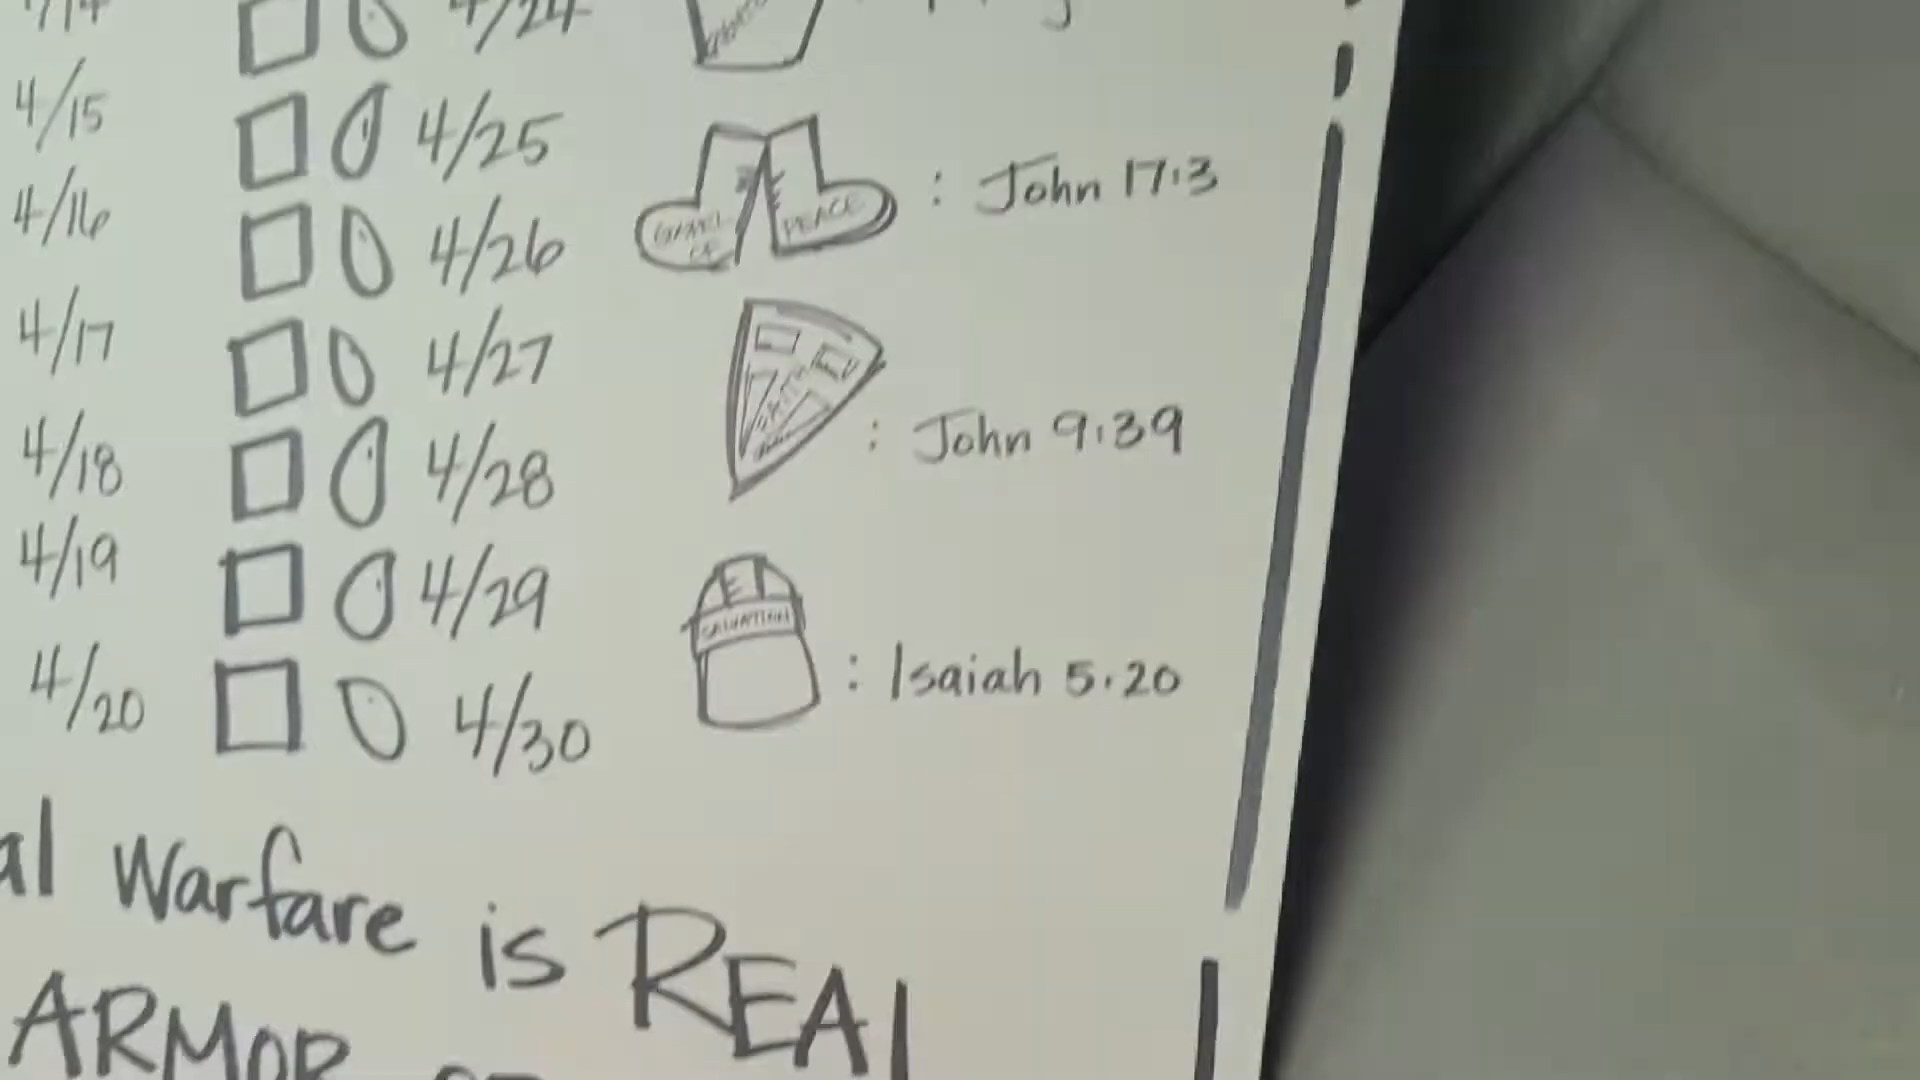 4/15
4/25
4/16
4/26
4/17
4/27
4/18
4/28
4/19
4/29
4/20
4/30
PEACE
: John 17:3
: John 9:39
SALVATION
: Isaiah 5:20
al Warfare is REAL
ARMOR